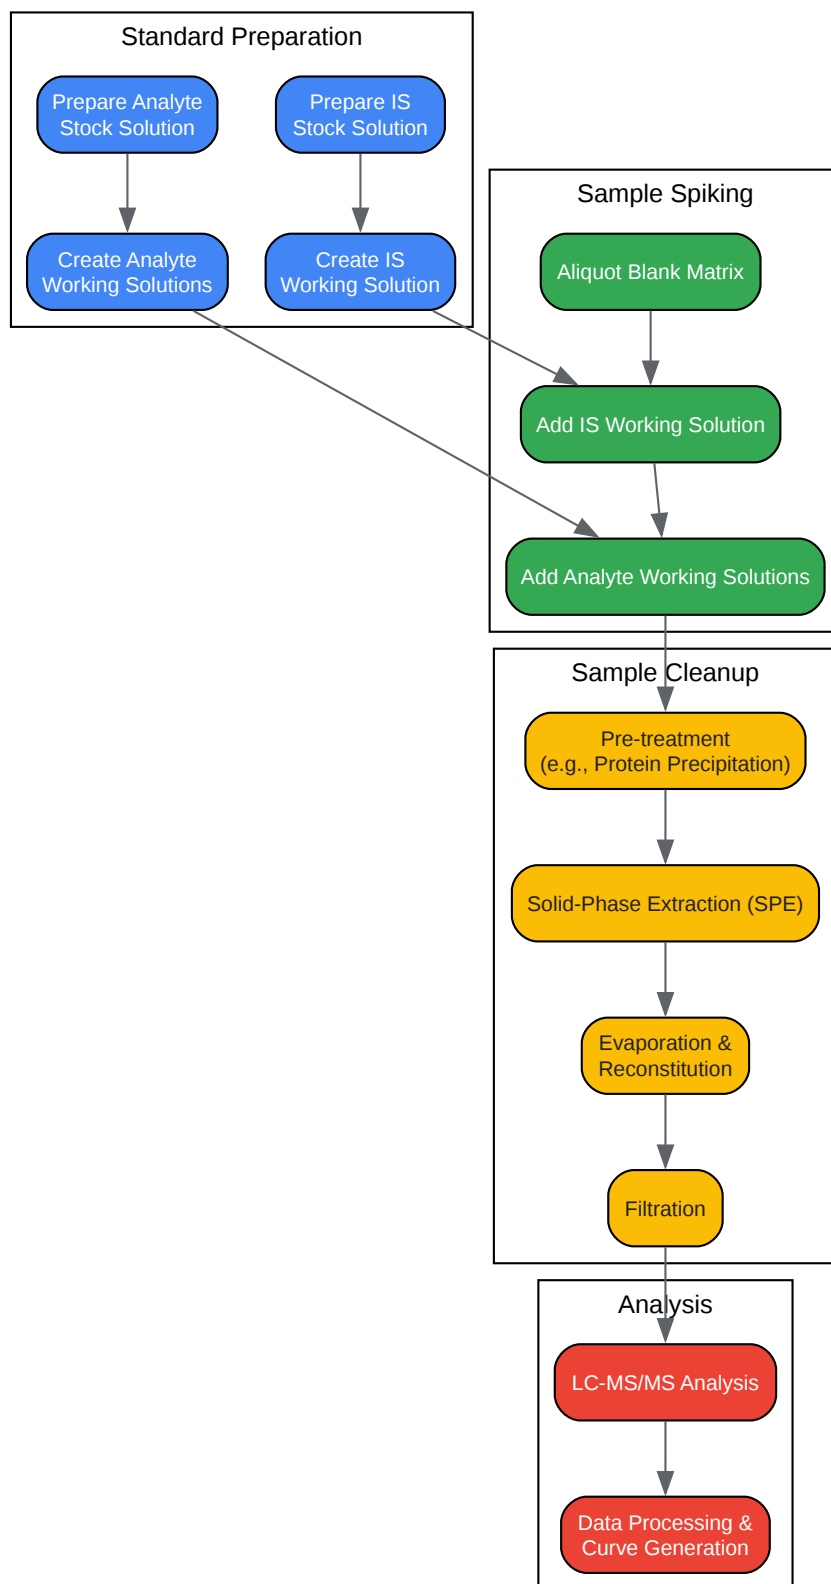 Standard Preparation
Prepare Analyte
Stock Solution
Prepare IS
Stock Solution
Create Analyte
Working Solutions
Create IS
Working Solution
Sample Spiking
Aliquot Blank Matrix
Add IS Working Solution
Add Analyte Working Solutions
Sample Cleanup
Pre-treatment
(e.g., Protein Precipitation)
Solid-Phase Extraction (SPE)
Evaporation &
Reconstitution
Filtration
Analysis
LC-MS/MS Analysis
Data Processing &
Curve Generation